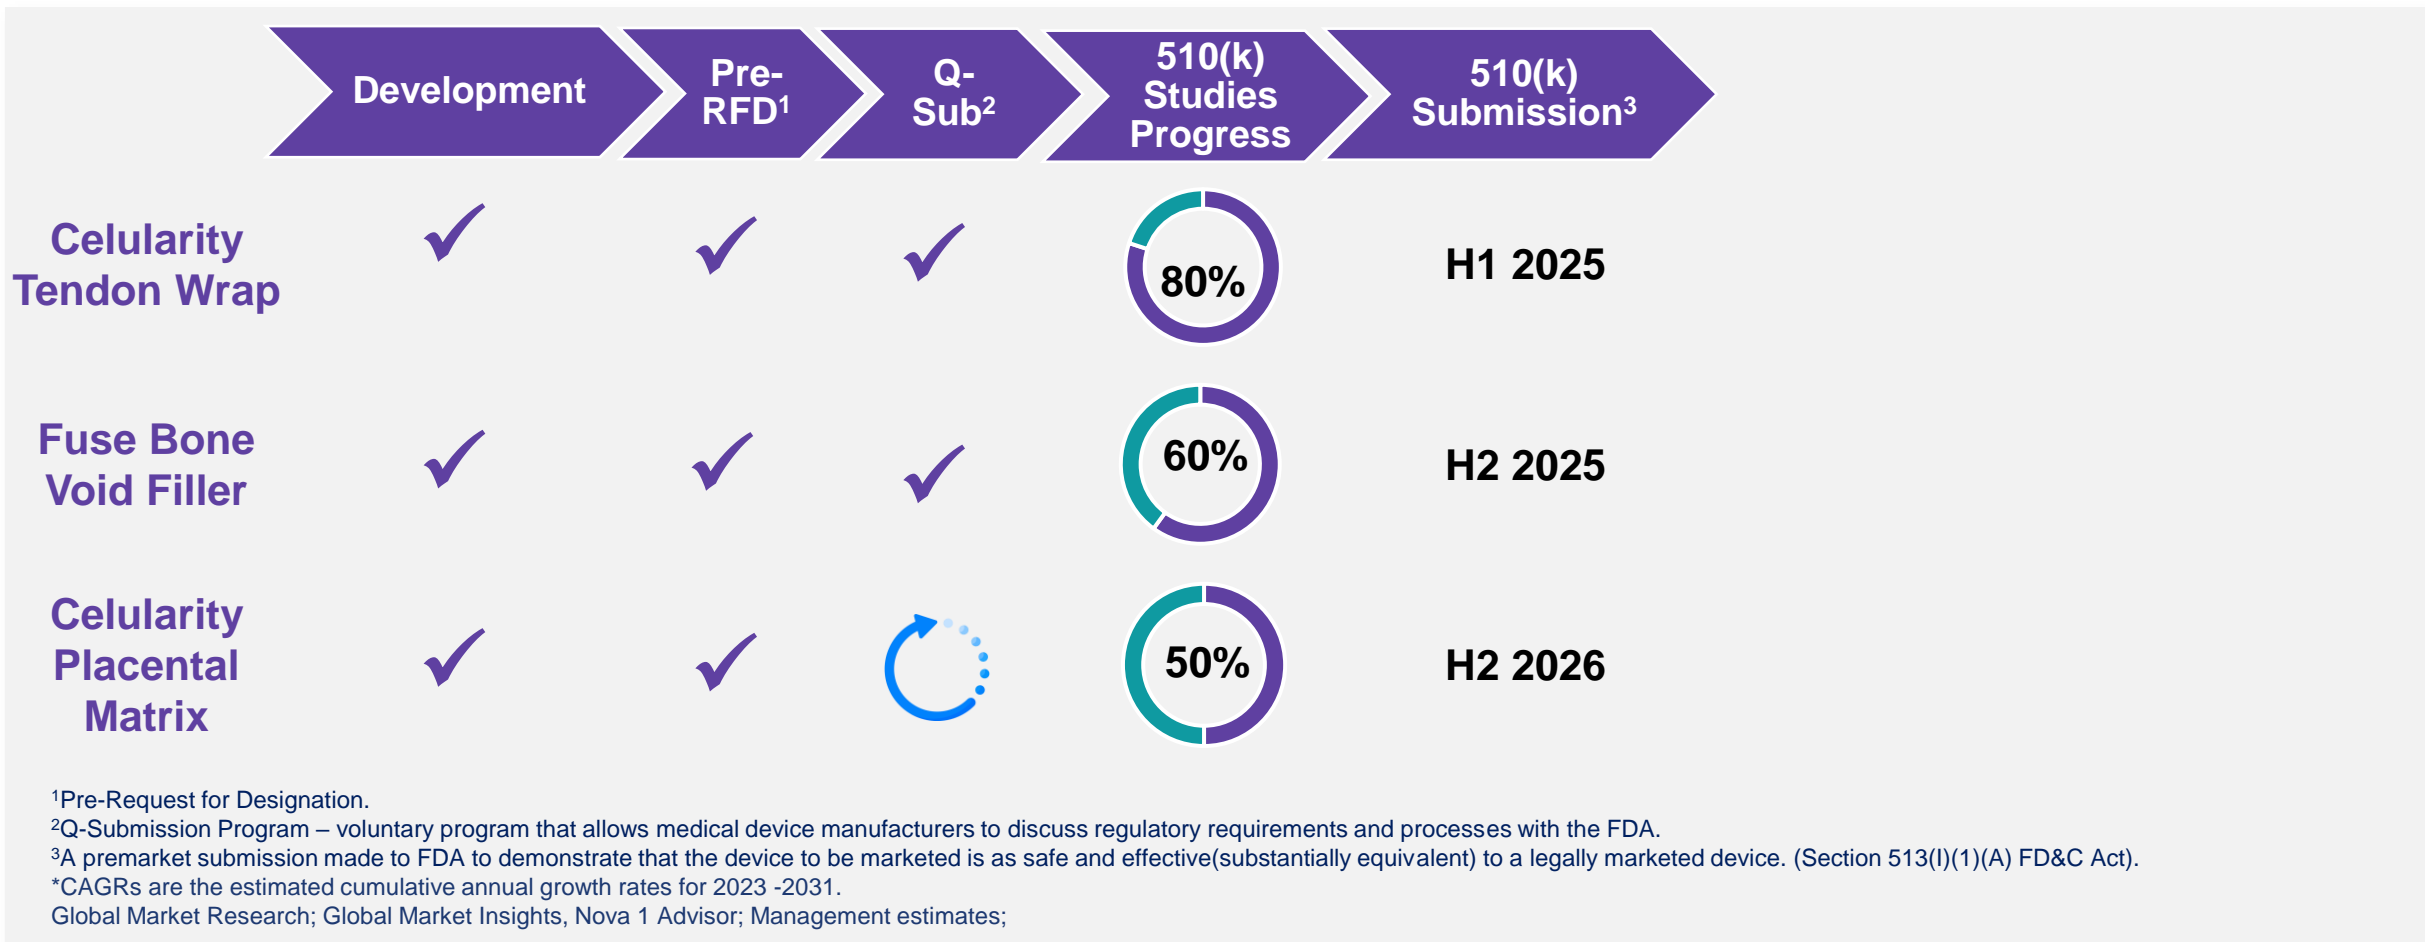 Development
Pre-
RFD¹
Q-
Sub²
510(k)
Studies
Progress
510(k)
Submission³
Celularity
Tendon Wrap
80%
H1 2025
Fuse Bone
Void Filler
60%
H2 2025
Celularity
Placental
Matrix
50%
H2 2026
¹Pre-Request for Designation.
²Q-Submission Program – voluntary program that allows medical device manufacturers to discuss regulatory requirements and processes with the FDA.
³A premarket submission made to FDA to demonstrate that the device to be marketed is as safe and effective(substantially equivalent) to a legally marketed device. (Section 513(I)(1)(A) FD&C Act).
*CAGRs are the estimated cumulative annual growth rates for 2023 -2031.
Global Market Research; Global Market Insights, Nova 1 Advisor; Management estimates;